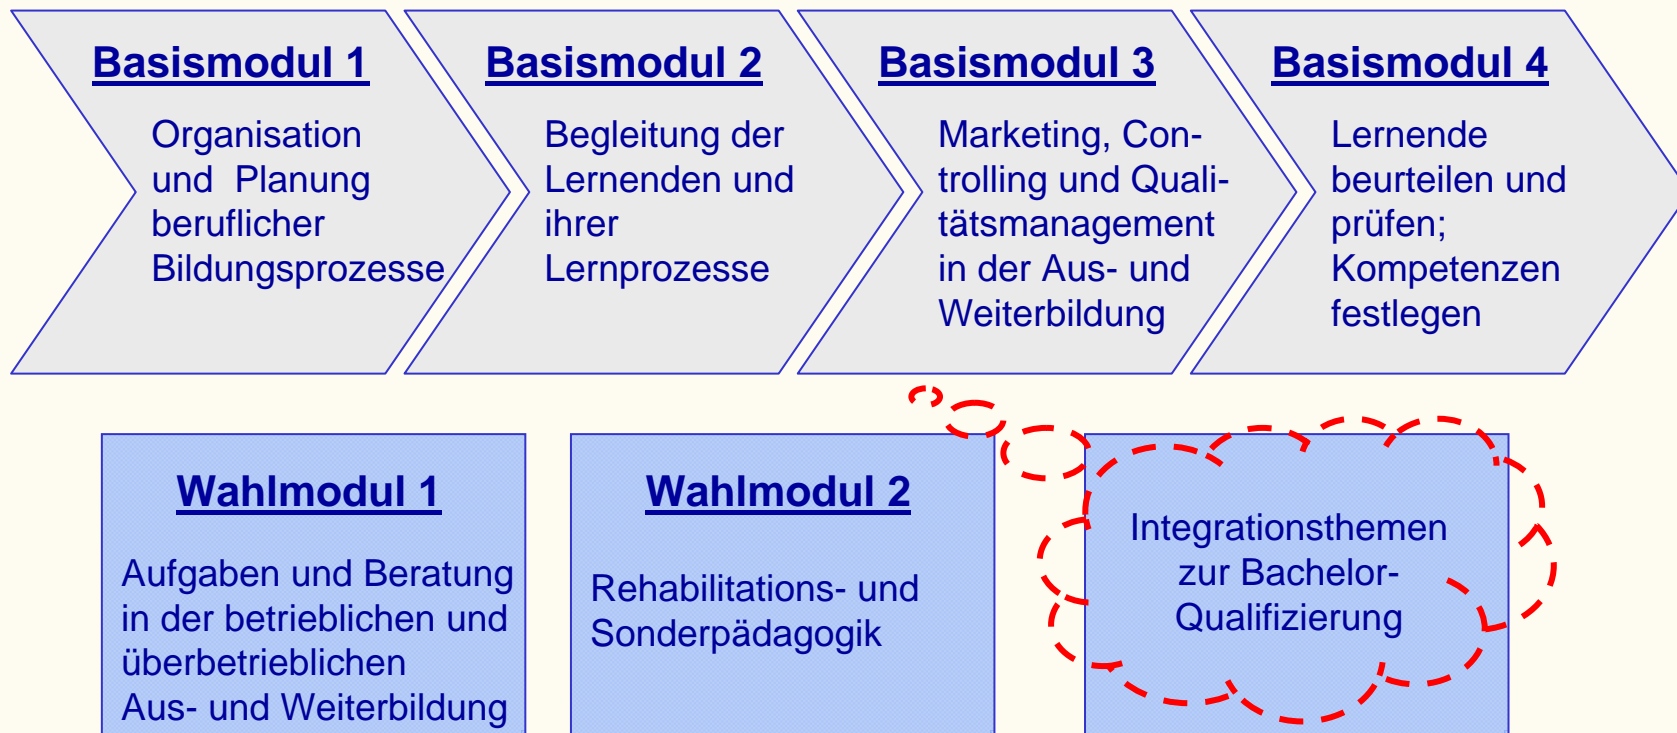 Basismodul 1
Organisation
und Planung
beruflicher
Bildungsprozesse
Basismodul 2
Begleitung der
Lernenden und
ihrer
Lernprozesse
Basismodul 3
Marketing, Con-
trolling und Quali-
tätsmanagement
in der Aus- und
Weiterbildung
Basismodul 4
Lernende
beurteilen und
prüfen;
Kompetenzen
festlegen
Wahlmodul 1
Aufgaben und Beratung
in der betrieblichen und
überbetrieblichen
Aus- und Weiterbildung
Wahlmodul 2
Rehabilitations- und
Sonderpädagogik
Integrationsthemen
zur Bachelor-
Qualifizierung